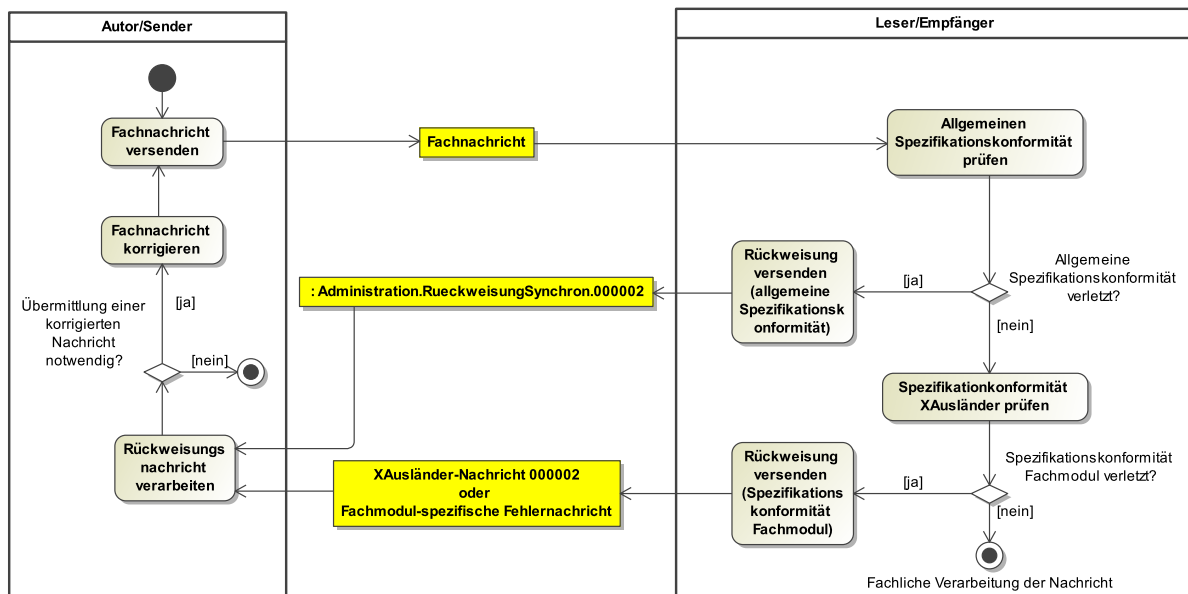 Autor/Sender
Leser/Empfänger
Fachnachricht
versenden
Fachnachricht
Allgemeinen
Spezifikationskonformität
prüfen
Fachnachricht
korrigieren
Rückweisung
versenden
(allgemeine
Spezifikationsk
onformität)
[ja]
Allgemeine
Spezifikationskonformität
verletzt?
: Administration.RueckweisungSynchron.000002
[nein]
Übermittlung einer
korrigierten
Nachricht
notwendig?
[ja]
[nein]
Spezifikationkonformität
XAusländer prüfen
Rückweisungs
nachricht
verarbeiten
XAusländer-Nachricht 000002
oder
Fachmodul-spezifische Fehlernachricht
Rückweisung
versenden
(Spezifikations
konformität
Fachmodul)
[ja]
Spezifikationskonformität
Fachmodul verletzt?
[nein]
Fachliche Verarbeitung der Nachricht